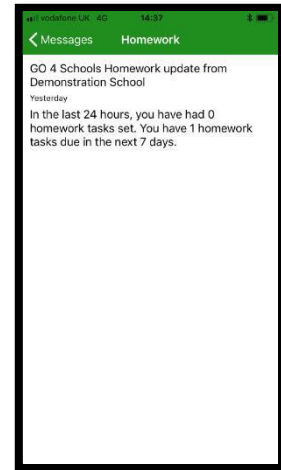 vodafone UK 4G 14:37
Messages Homework
GO 4 Schools Homework update from
Demonstration School
Yesterday
In the last 24 hours, you have had 0
homework tasks set. You have 1 homework
tasks due in the next 7 days.